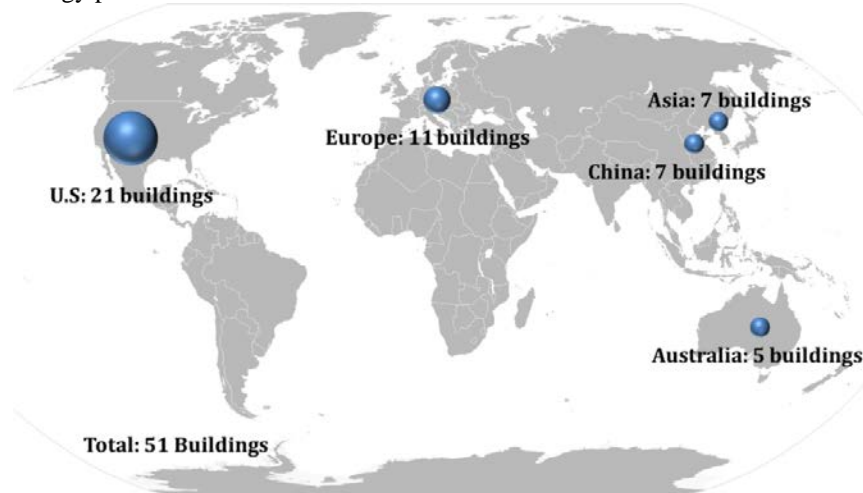 Asia: 7 buildings
Europe: 11 buildings
China: 7 buildings
U.S: 21 buildings
Australia: 5 buildings
Total: 51 Buildings